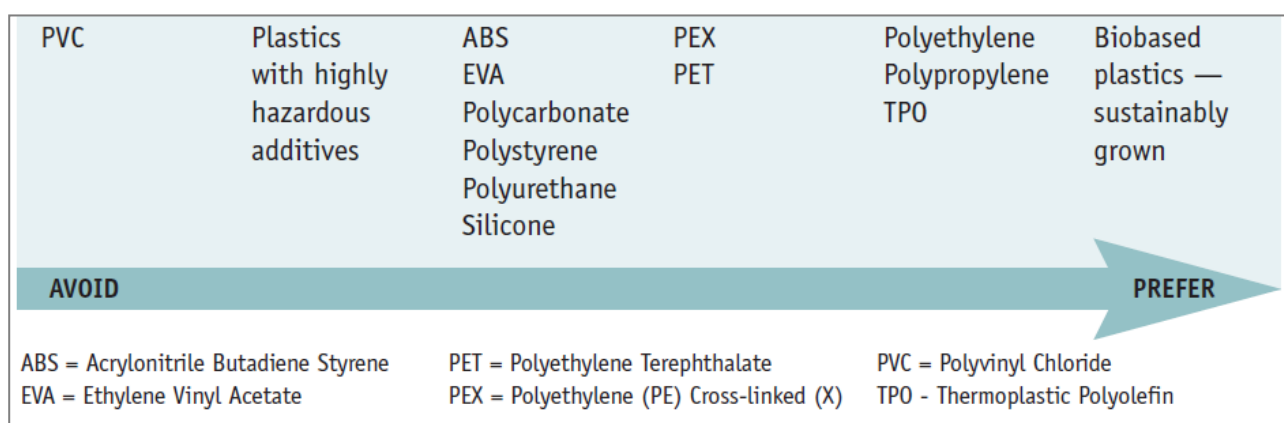 PVC
Plastics
with highly
hazardous
additives
ABS
EVA
Polycarbonate
Polystyrene
Polyurethane
Silicone
PEX
PET
Polyethylene
Polypropylene
TPO
Biobased
plastics —
sustainably
grown
AVOID
PREFER
ABS = Acrylonitrile Butadiene Styrene
EVA = Ethylene Vinyl Acetate
PET = Polyethylene Terephthalate
PEX = Polyethylene (PE) Cross-linked (X)
PVC = Polyvinyl Chloride
TPO - Thermoplastic Polyolefin